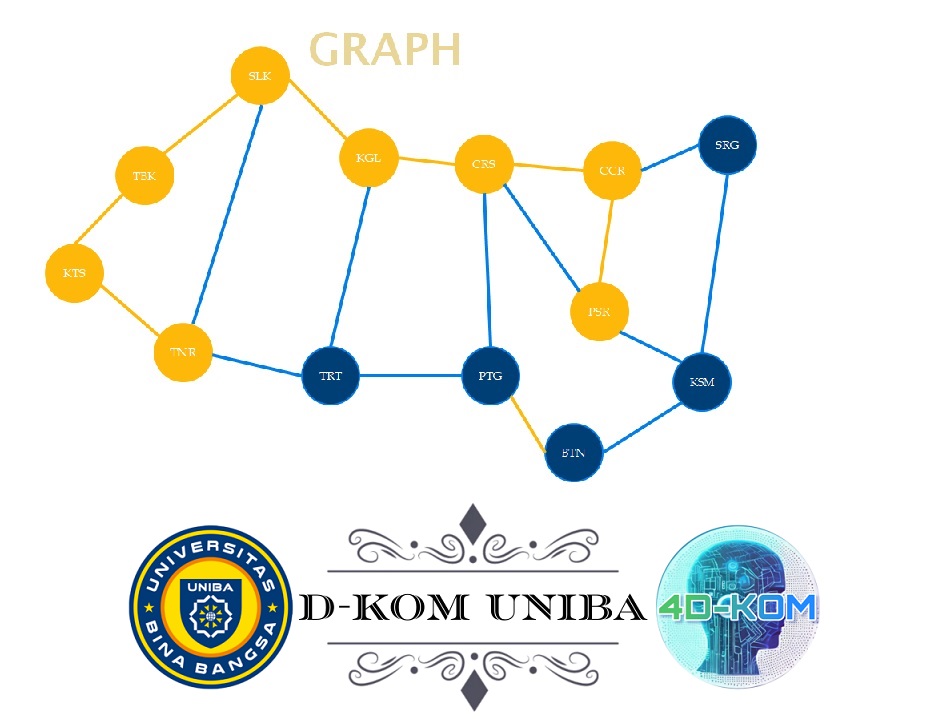 GRAPH
SLK
KGL
CRS
CCR
SRG
TBK
KTS
PSR
TNR
TRT
PTG
KSM
BTN
UNIVERSITAS
UNIBA
BINA BANGSA
D-KOM UNIBA
4D-KOM